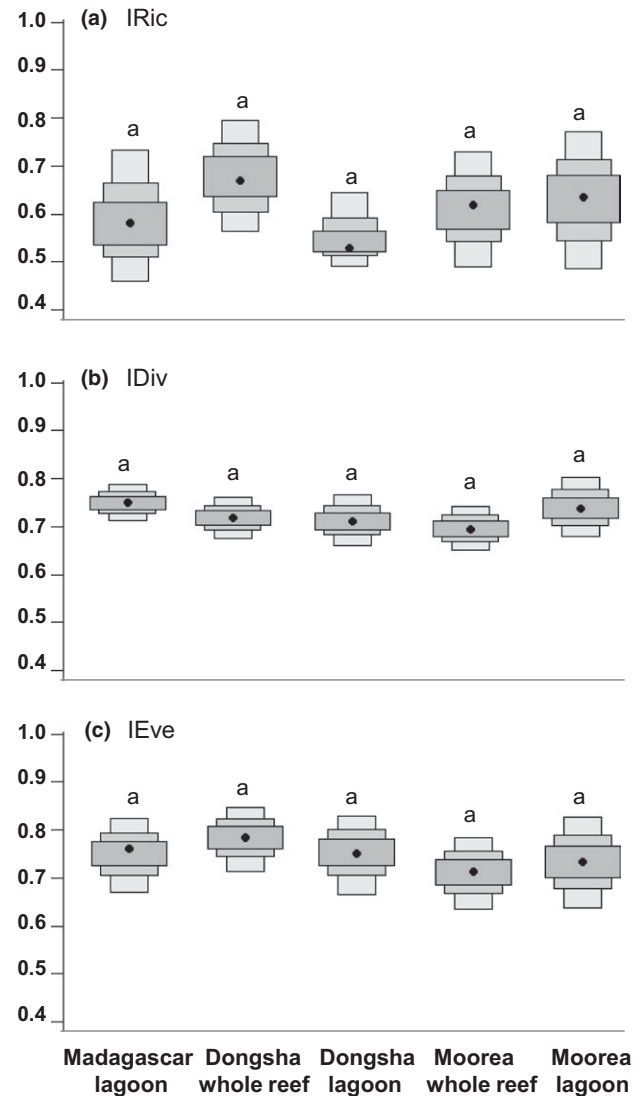 (a) IRic
1.0
0.9
0.8
0.7
0.6
0.5
0.4
a a a a a
(b) IDiv
1.0
0.9
0.8
0.7
0.6
0.5
0.4
a a a a a
(c) IEve
1.0
0.9
0.8
0.7
0.6
0.5
0.4
a a a a a
Madagascar Dongsha Dongsha Moorea Moorea
lagoon whole reef lagoon whole reef lagoon